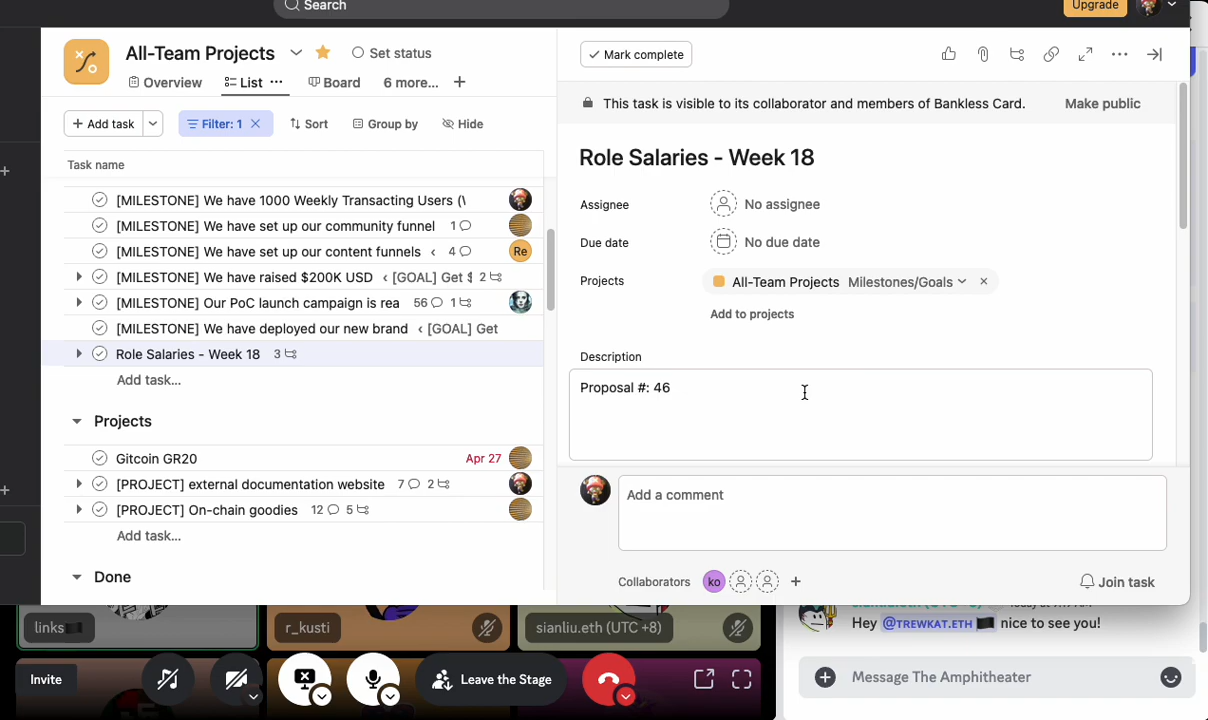 Search
Upgrade
All-Team Projects
Set status
Overview
List
Board
6 more...
Add task
Filter: 1
Sort
Group by
Hide
Task name
[MILESTONE] We have 1000 Weekly Transacting Users (\
[MILESTONE] We have set up our community funnel 1
[MILESTONE] We have set up our content funnels ‹ 4
Re
[MILESTONE] We have raised $200K USD ‹ [GOAL] Get $ 2
[MILESTONE] Our PoC launch campaign is rea 56 1
[MILESTONE] We have deployed our new brand ‹ [GOAL] Get
Role Salaries - Week 18 3
Add task...
Projects
Gitcoin GR20 Apr 27
[PROJECT] external documentation website 7 2
[PROJECT] On-chain goodies 12 5
Add task...
Done
Mark complete
This task is visible to its collaborator and members of Bankless Card.
Make public
Role Salaries - Week 18
Assignee No assignee
Due date No due date
Projects All-Team Projects Milestones/Goals
Add to projects
Description
Proposal #: 46
Add a comment
Collaborators ko
Join task
links
r_kusti
sianliu.eth (UTC +8)
Hey @TREWKAT.ETH nice to see you!
Invite
Leave the Stage
Message The Amphitheater